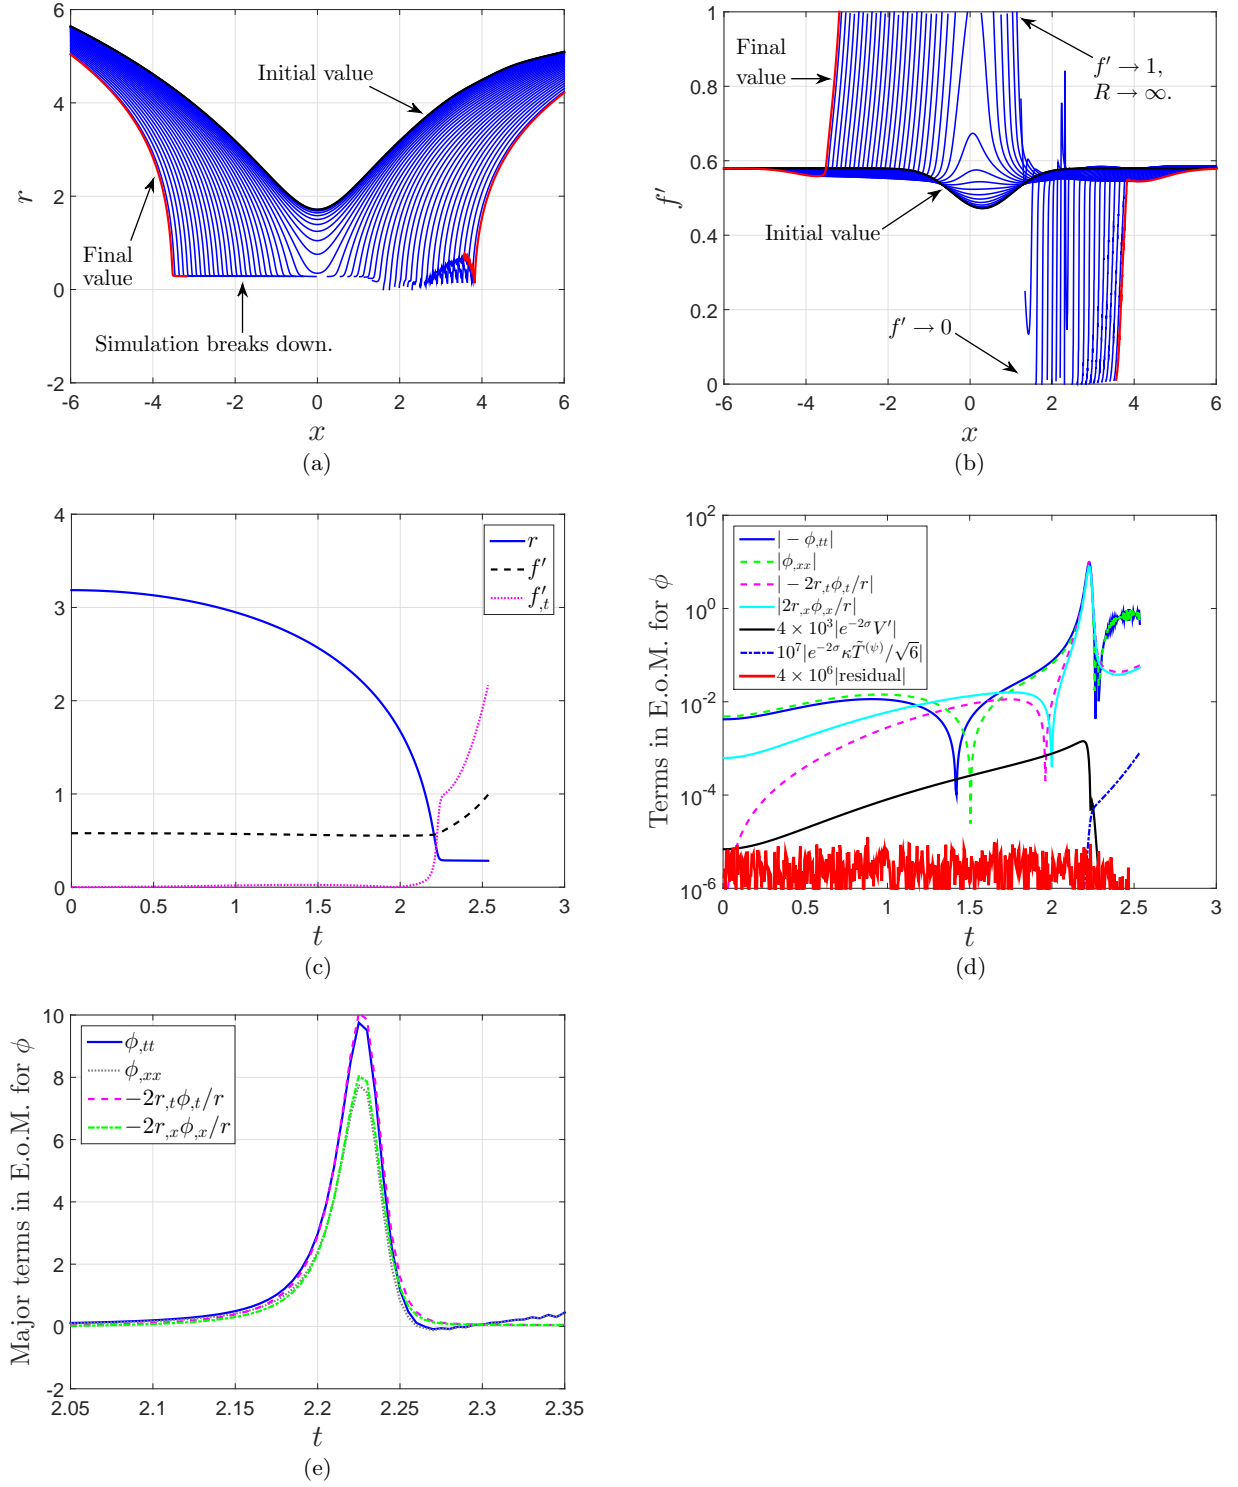 Initial value
Final
value
Simulation breaks down.
r
6
4
2
0
-2
-6 -4 -2 0 2 4 6
x
(a)
Final
value
f′ → 1,
R → ∞.
Initial value
f′ → 0
f′
1
0.8
0.6
0.4
0.2
0
-6 -4 -2 0 2 4 6
x
(b)
4
3
2
1
0
r
f′
f′,t
0 0.5 1 1.5 2 2.5 3
t
(c)
Terms in E.o.M. for ϕ
10^2
10^0
10^-2
10^-4
10^-6
|−ϕ,tt|
|ϕ,xx|
|−2r,tϕ,t/r|
|2r,xϕ,x/r|
4 × 10^3|e^{−2σ}V′|
10^7|e^{−2σ}κT̃^{(ψ)}/√6|
4 × 10^6|residual|
0 0.5 1 1.5 2 2.5 3
t
(d)
Major terms in E.o.M. for ϕ
10
8
6
4
2
0
-2
ϕ,tt
ϕ,xx
−2r,tϕ,t/r
−2r,xϕ,x/r
2.05 2.1 2.15 2.2 2.25 2.3 2.35
t
(e)